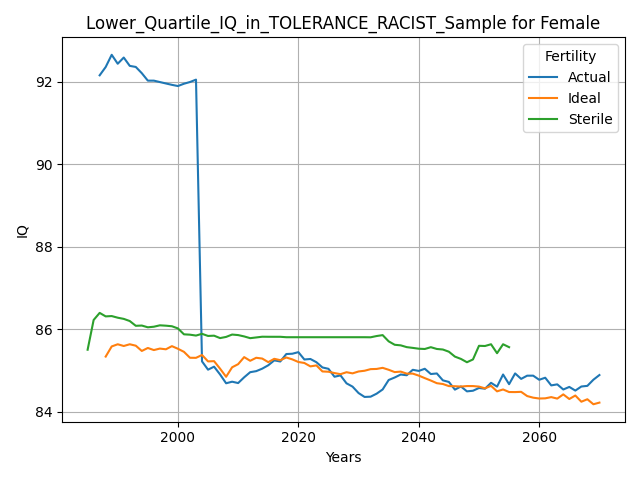 Lower_Quartile_IQ_in_TOLERANCE_RACIST_Sample for Female
Fertility
Actual
Ideal
Sterile
92
90
88
86
84
IQ
2000
2020
2040
2060
Years